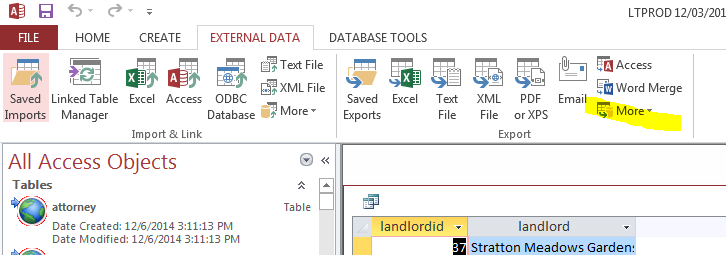 LTPROD 12/03/201
FILE HOME CREATE EXTERNAL DATA DATABASE TOOLS
Saved Imports
Linked Table Manager
Excel
Access
ODBC Database
Text File
XML File
More
Import & Link
Saved Exports
Excel
Text File
XML File
PDF or XPS
Email
Access
Word Merge
More
Export
All Access Objects
Tables
attorney Table
Date Created: 12/6/2014 3:11:13 PM
Date Modified: 12/6/2014 3:11:13 PM
landlordid landlord
37 Stratton Meadows Gardens